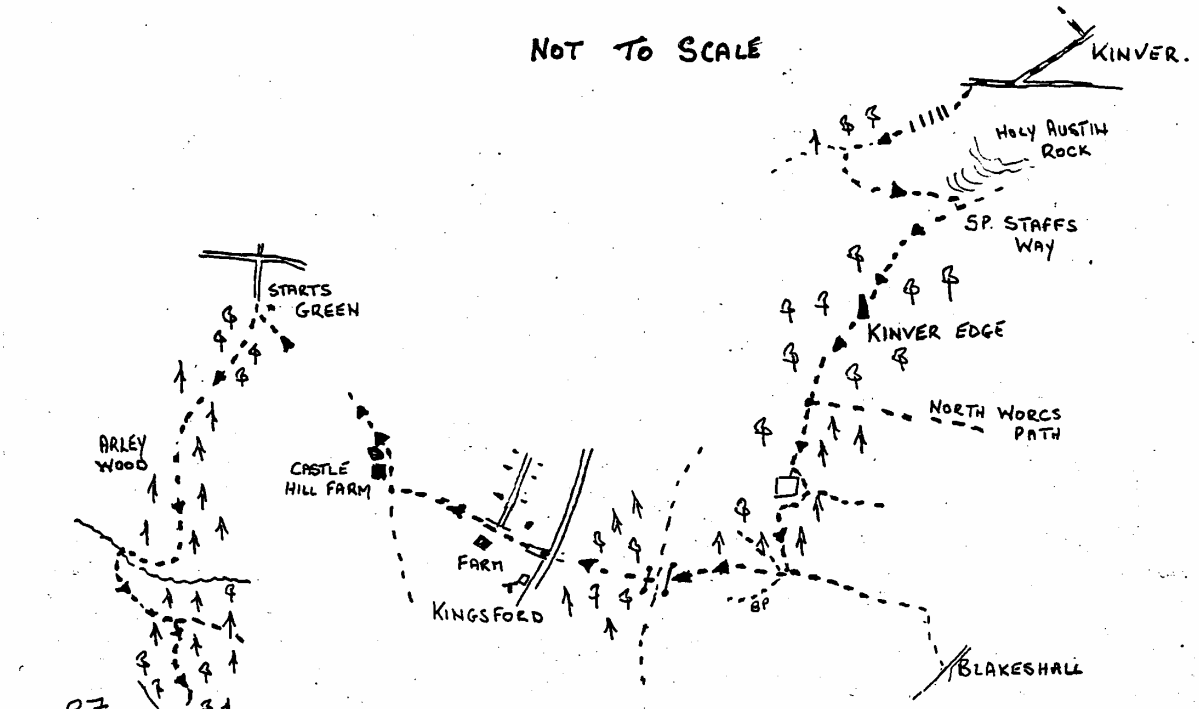 NOT TO SCALE
KINVER.
HOLY AUSTIN
ROCK
SP. STAFFS
WAY
STARTS
GREEN
KINVER EDGE
NORTH WORCS
PATH
ARLEY
WOOD
CASTLE
HILL FARM
FARM
KINGSFORD
BP
BLAKESHALL